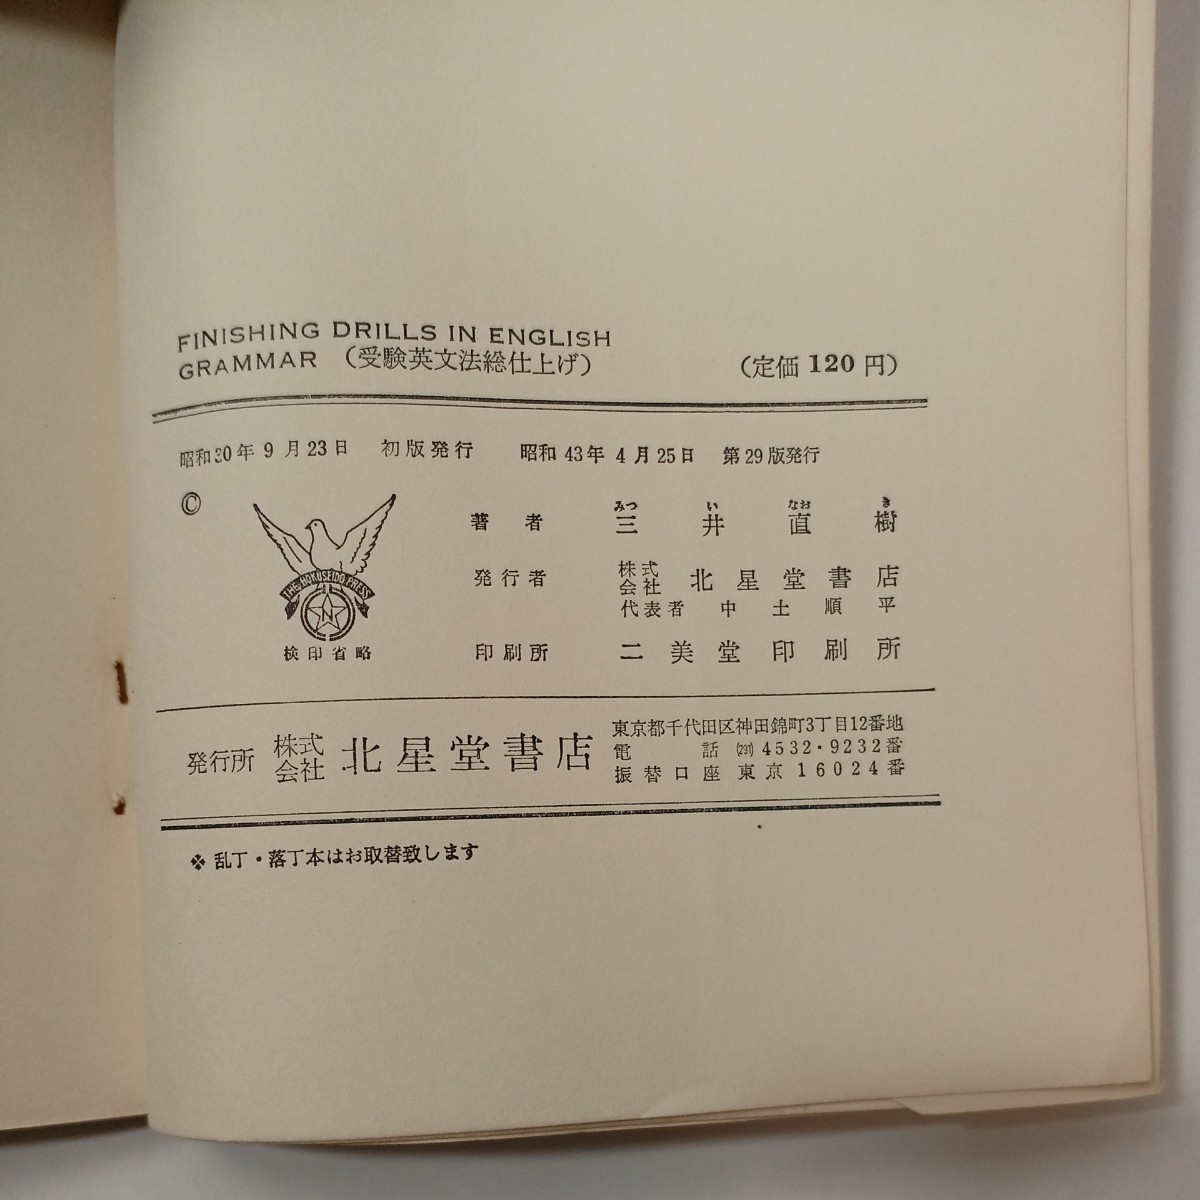 FINISHING DRILLS IN ENGLISH
GRAMMAR （受験英文法総仕上げ） （定価 120 円）
昭和30年9月23日 初版発行 昭和43年4月25日 第29版発行
©
みつ い なお き
著者 三井直樹
発行者 株式会社 北星堂書店
代表者 中土順平
THE HOKUSEIDO PRESS
N
検印省略
印刷所 二美堂印刷所
発行所 株式会社 北星堂書店
東京都千代田区神田錦町3丁目12番地
電話 (291) 4532・9232番
振替口座 東京 16024番
※ 乱丁・落丁本はお取替致します